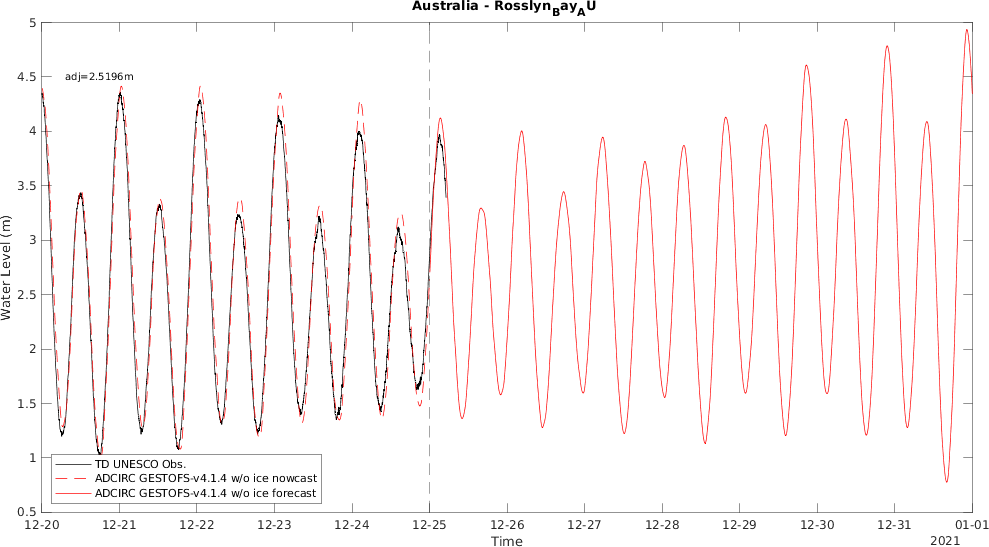 Australia - Rosslyn_Bay_AU
5
4.5
adj=2.5196m
4
3.5
3
2.5
2
1.5
1
0.5
Water Level (m)
TD UNESCO Obs.
ADCIRC GESTOFS-v4.1.4 w/o ice nowcast
ADCIRC GESTOFS-v4.1.4 w/o ice forecast
12-20 12-21 12-22 12-23 12-24 12-25 12-26 12-27 12-28 12-29 12-30 12-31 01-01
Time
2021